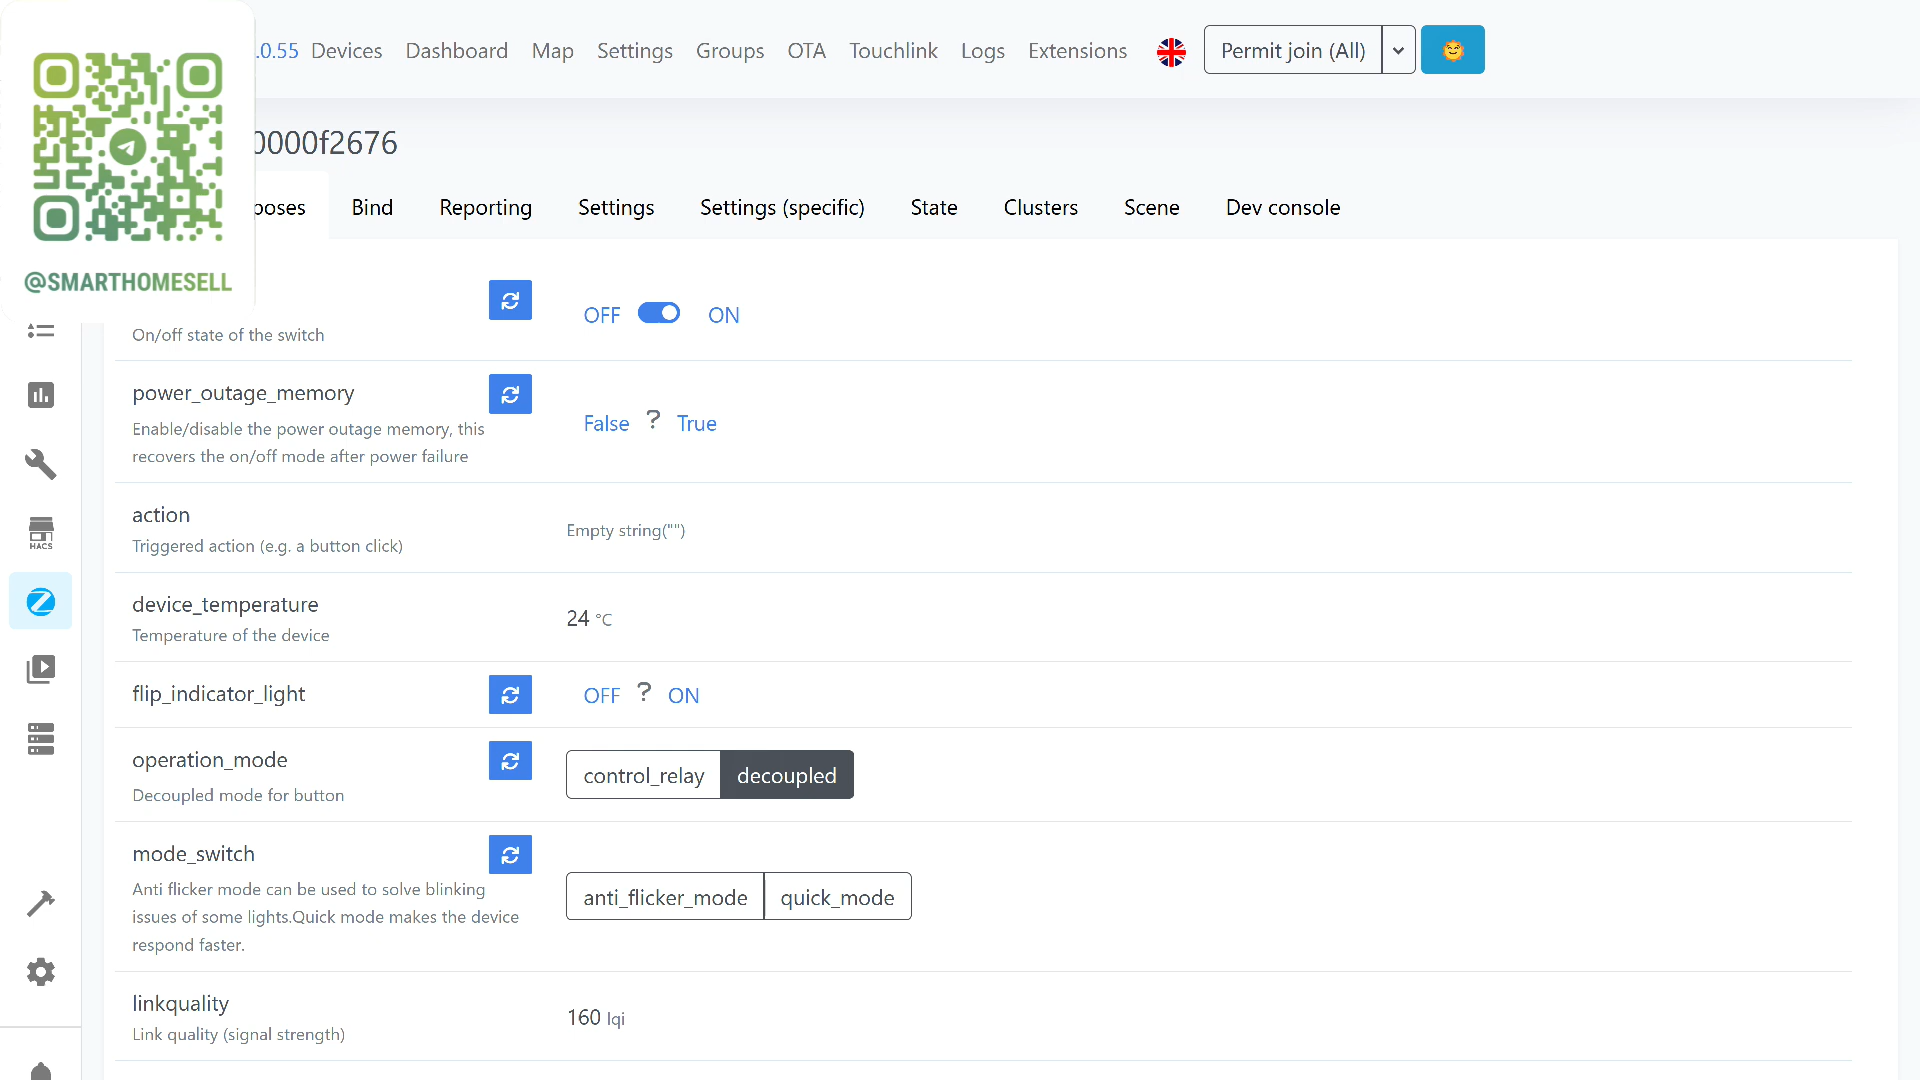 .0.55 Devices Dashboard Map Settings Groups OTA Touchlink Logs Extensions Permit join (All)
@SMARTHOMESELL
0000f2676
poses Bind Reporting Settings Settings (specific) State Clusters Scene Dev console
OFF ON
On/off state of the switch
power_outage_memory
False ? True
Enable/disable the power outage memory, this
recovers the on/off mode after power failure
action
Empty string("")
Triggered action (e.g. a button click)
HACS
device_temperature
24 °C
Temperature of the device
flip_indicator_light
OFF ? ON
operation_mode
control_relay decoupled
Decoupled mode for button
mode_switch
Anti flicker mode can be used to solve blinking
issues of some lights.Quick mode makes the device
respond faster.
anti_flicker_mode quick_mode
linkquality
160 lqi
Link quality (signal strength)